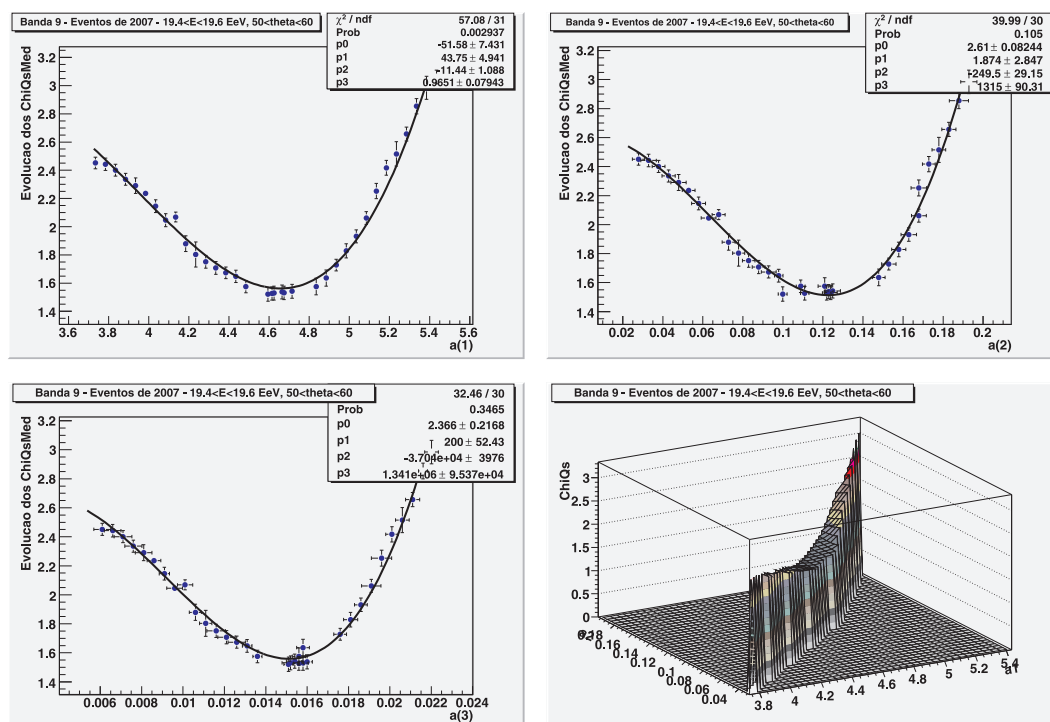 Banda 9 - Eventos de 2007 - 19.4<E<19.6 EeV, 50<theta<60
χ² / ndf 57.08 / 31
Prob 0.002937
p0 -51.58 ± 7.431
p1 43.75 ± 4.941
p2 -11.44 ± 1.088
p3 0.9651 ± 0.07943
Evolucao dos ChiQsMed
3.2
3
2.8
2.6
2.4
2.2
2
1.8
1.6
1.4
3.6 3.8 4 4.2 4.4 4.6 4.8 5 5.2 5.4 5.6
a(1)
Banda 9 - Eventos de 2007 - 19.4<E<19.6 EeV, 50<theta<60
χ² / ndf 39.99 / 30
Prob 0.105
p0 2.61 ± 0.08244
p1 1.874 ± 2.847
p2 -249.5 ± 29.15
p3 1315 ± 90.31
Evolucao dos ChiQsMed
3.2
3
2.8
2.6
2.4
2.2
2
1.8
1.6
1.4
0.02 0.04 0.06 0.08 0.1 0.12 0.14 0.16 0.18 0.2
a(2)
Banda 9 - Eventos de 2007 - 19.4<E<19.6 EeV, 50<theta<60
32.46 / 30
Prob 0.3465
p0 2.366 ± 0.2168
p1 200 ± 52.43
p2 -3.704e+04 ± 3976
p3 1.341e+06 ± 9.537e+04
Evolucao dos ChiQsMed
3.2
3
2.8
2.6
2.4
2.2
2
1.8
1.6
1.4
0.006 0.008 0.01 0.012 0.014 0.016 0.018 0.02 0.022 0.024
a(3)
Banda 9 - Eventos de 2007 - 19.4<E<19.6 EeV, 50<theta<60
ChiQs
3
2.5
2
1.5
1
0.5
0
0.18
0.16
0.14
0.12
0.1
0.08
0.06
0.04
3.8 4 4.2 4.4 4.6 4.8 5 5.2 5.4
a1